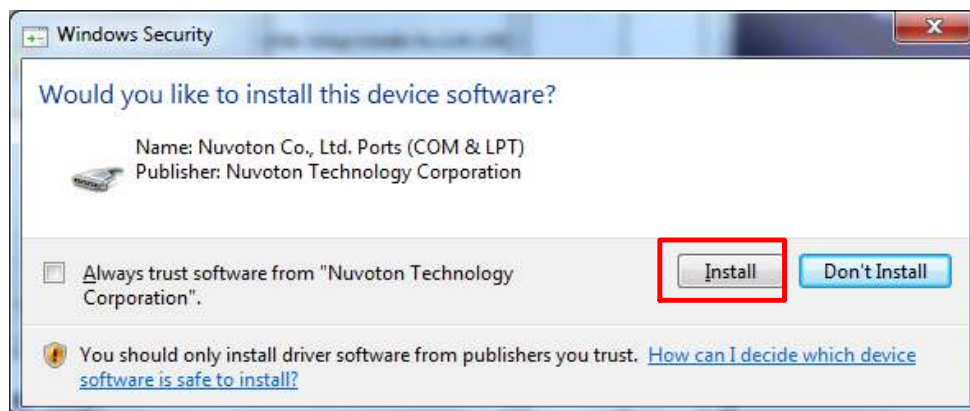 Windows Security
Would you like to install this device software?
Name: Nuvoton Co., Ltd. Ports (COM & LPT)
Publisher: Nuvoton Technology Corporation
Always trust software from "Nuvoton Technology
Corporation".
Install
Don't Install
You should only install driver software from publishers you trust. How can I decide which device
software is safe to install?